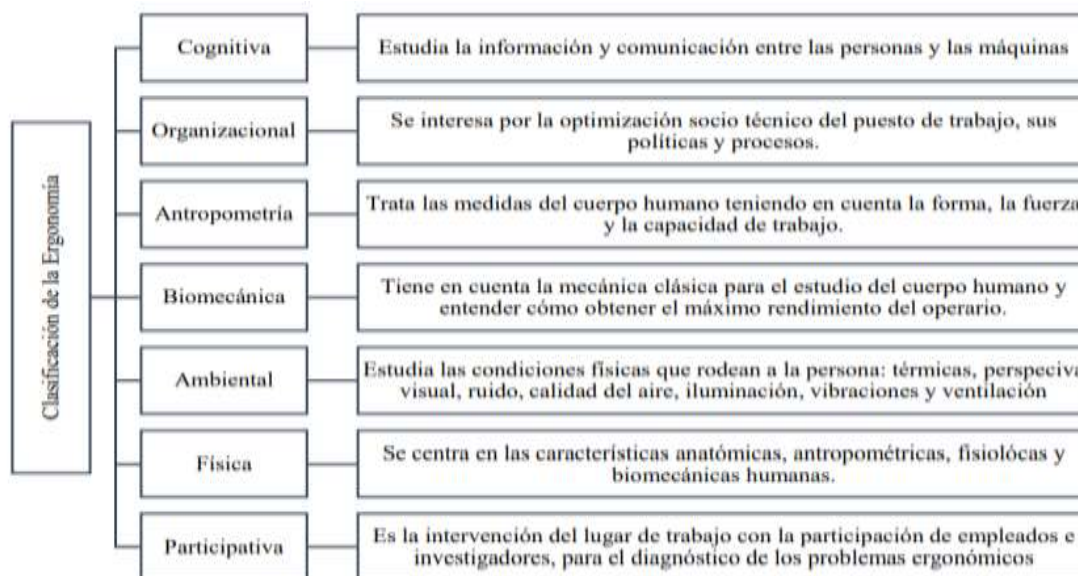 Clasificación de la Ergonomía
Cognitiva
Estudia la información y comunicación entre las personas y las máquinas
Organizacional
Se interesa por la optimización socio técnico del puesto de trabajo, sus
políticas y procesos.
Antropometría
Trata las medidas del cuerpo humano teniendo en cuenta la forma, la fuerza
y la capacidad de trabajo.
Biomecánica
Tiene en cuenta la mecánica clásica para el estudio del cuerpo humano y
entender cómo obtener el máximo rendimiento del operario.
Ambiental
Estudia las condiciones físicas que rodean a la persona: térmicas, perspeciva
visual, ruido, calidad del aire, iluminación, vibraciones y ventilación
Física
Se centra en las características anatómicas, antropométricas, fisiolócas y
biomecánicas humanas.
Participativa
Es la intervención del lugar de trabajo con la participación de empleados e
investigadores, para el diagnóstico de los problemas ergonómicos